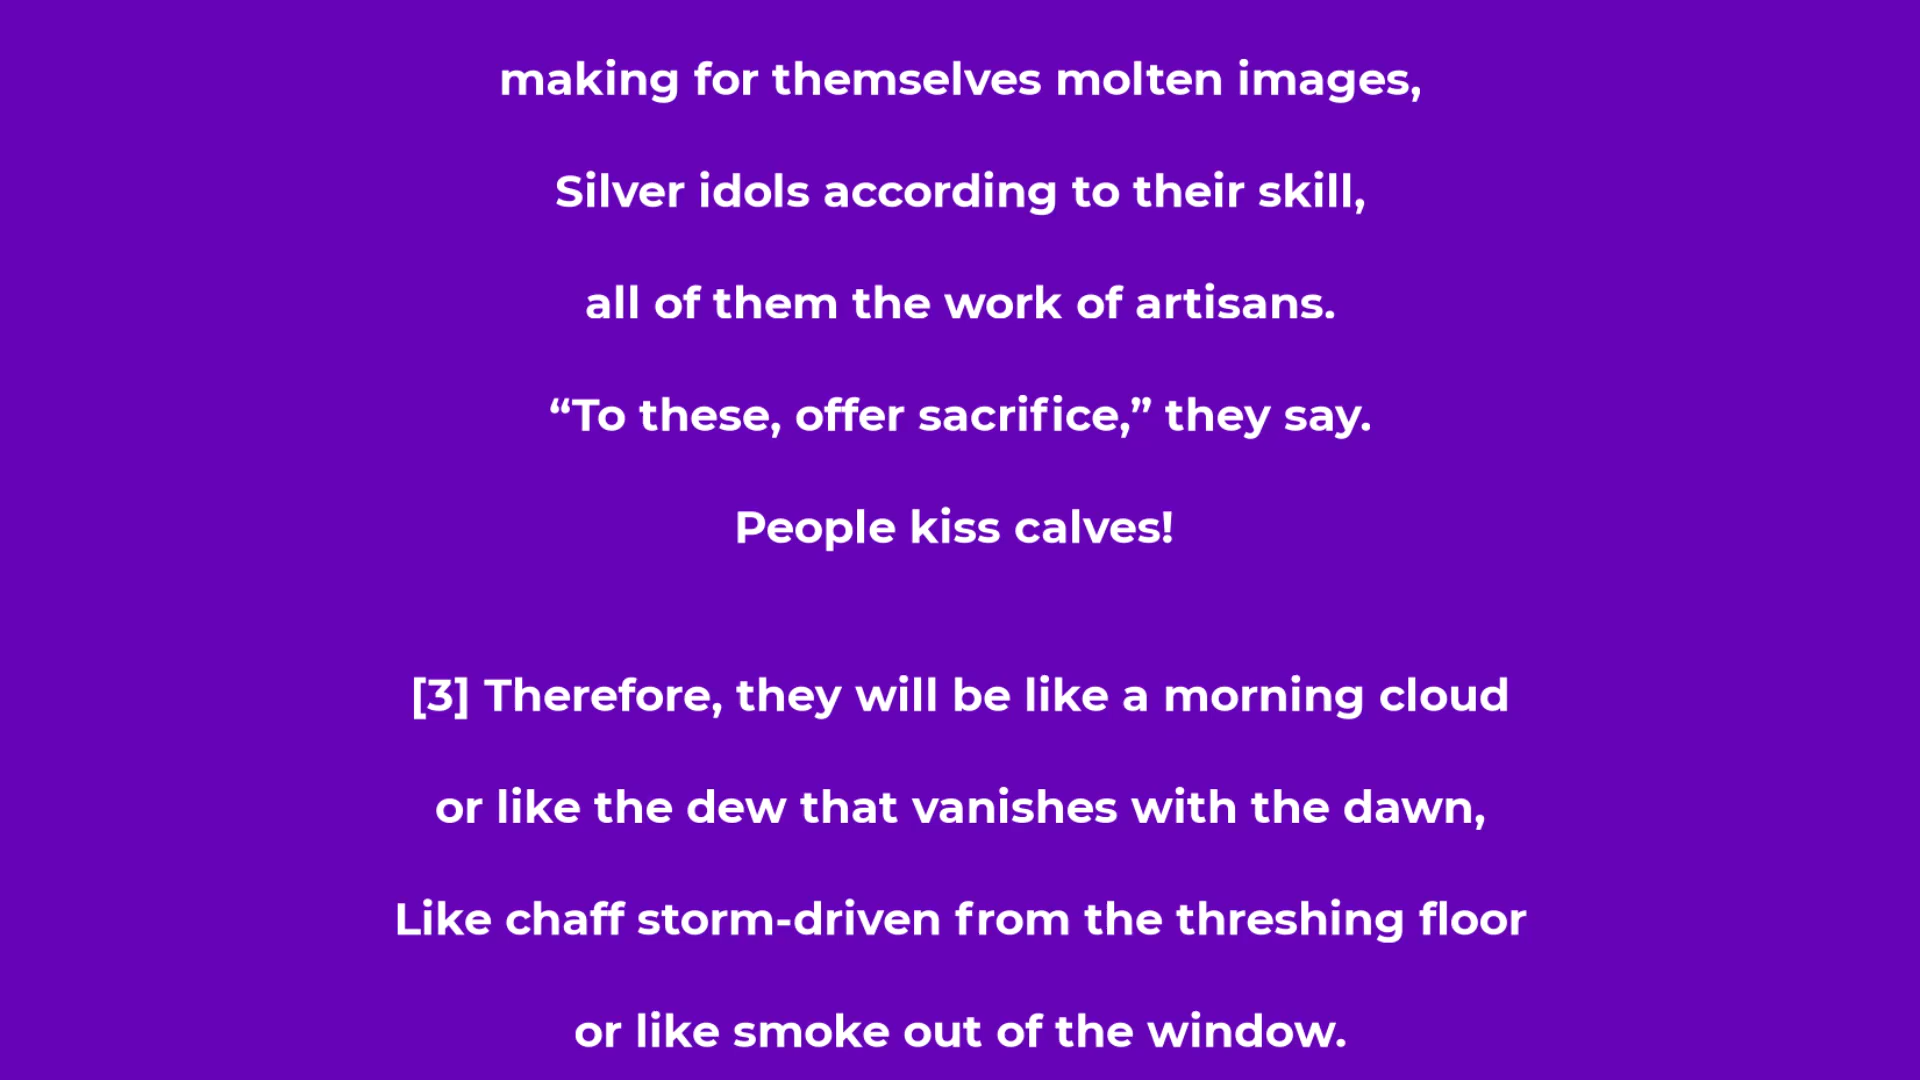 making for themselves molten images,
Silver idols according to their skill,
all of them the work of artisans.
“To these, offer sacrifice,” they say.
People kiss calves!
[3] Therefore, they will be like a morning cloud
or like the dew that vanishes with the dawn,
Like chaff storm-driven from the threshing floor
or like smoke out of the window.